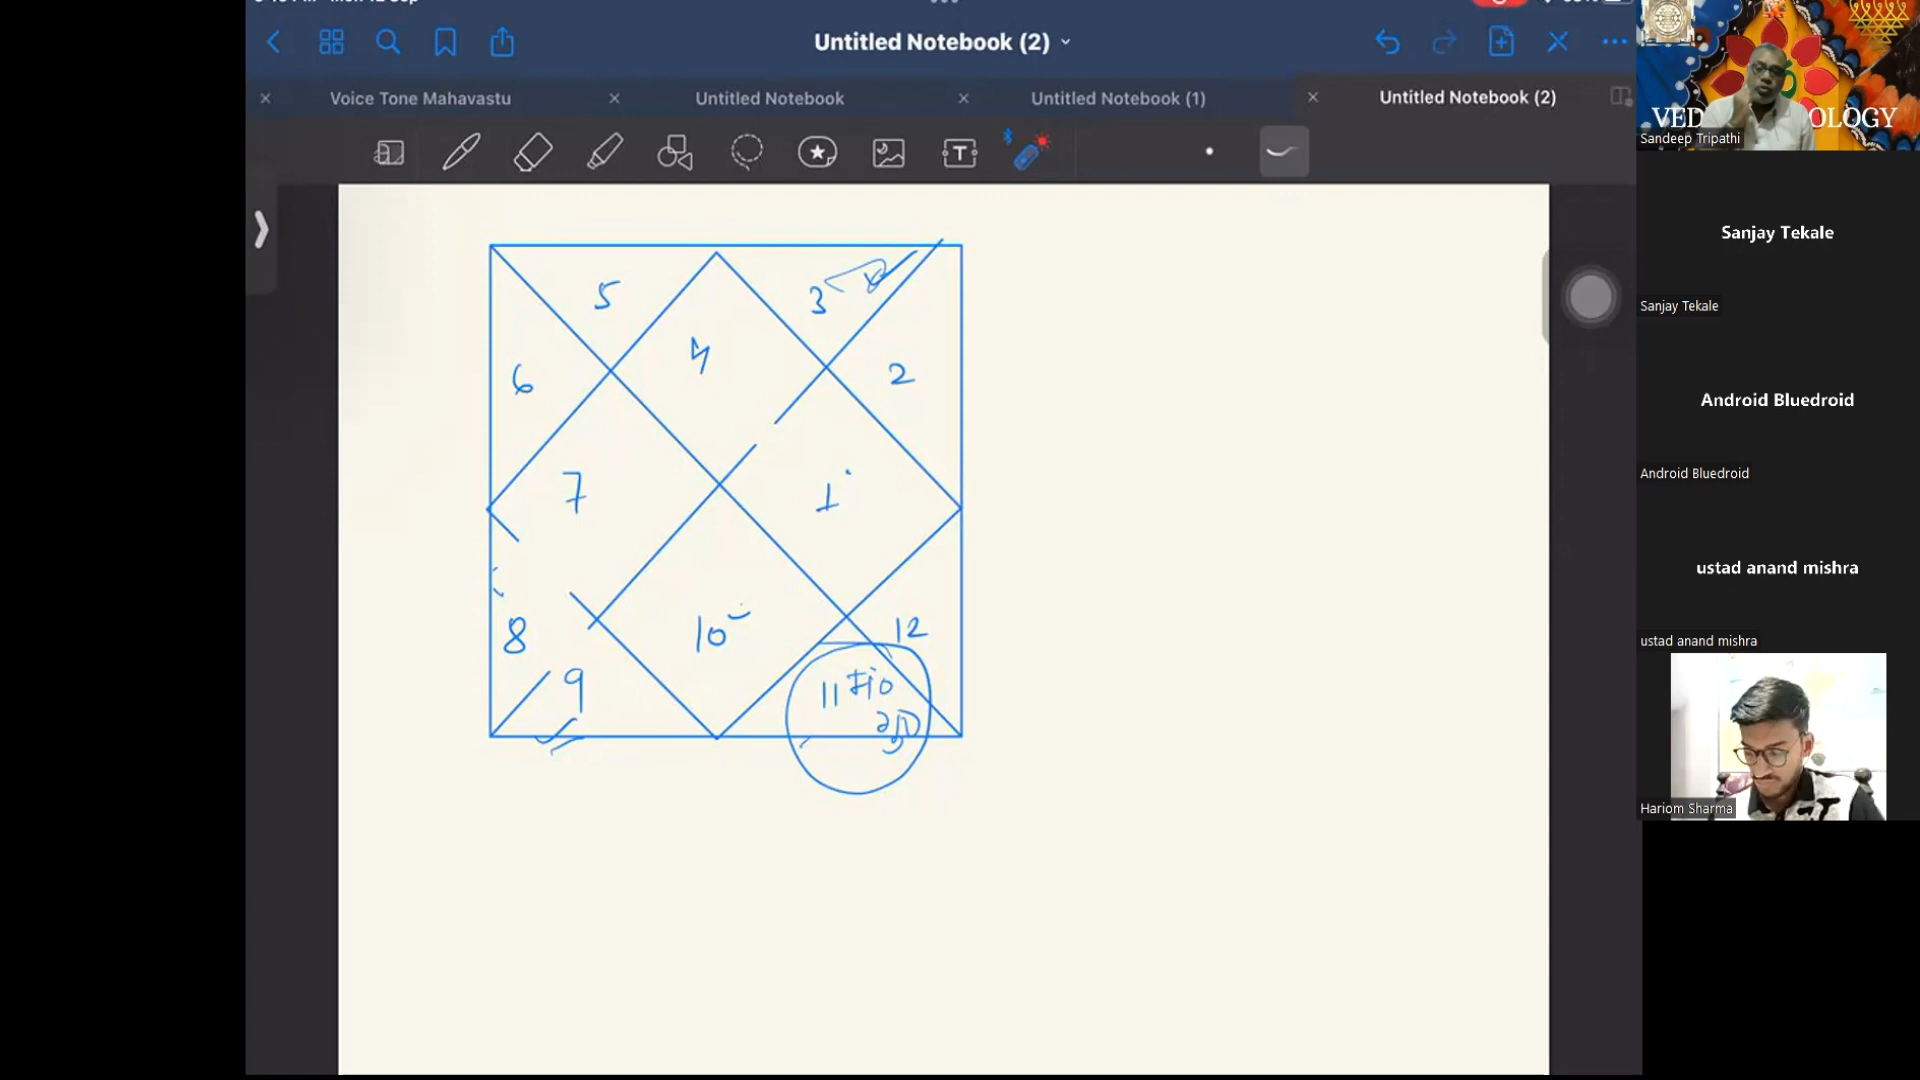 Untitled Notebook (2)
Voice Tone Mahavastu
Untitled Notebook
Untitled Notebook (1)
Untitled Notebook (2)
T
5
3
4
6
2
7
1
8
10
12
9
11
VED OLOGY
Sandeep Tripathi
Sanjay Tekale
Sanjay Tekale
Android Bluedroid
Android Bluedroid
ustad anand mishra
ustad anand mishra
Hariom Sharma